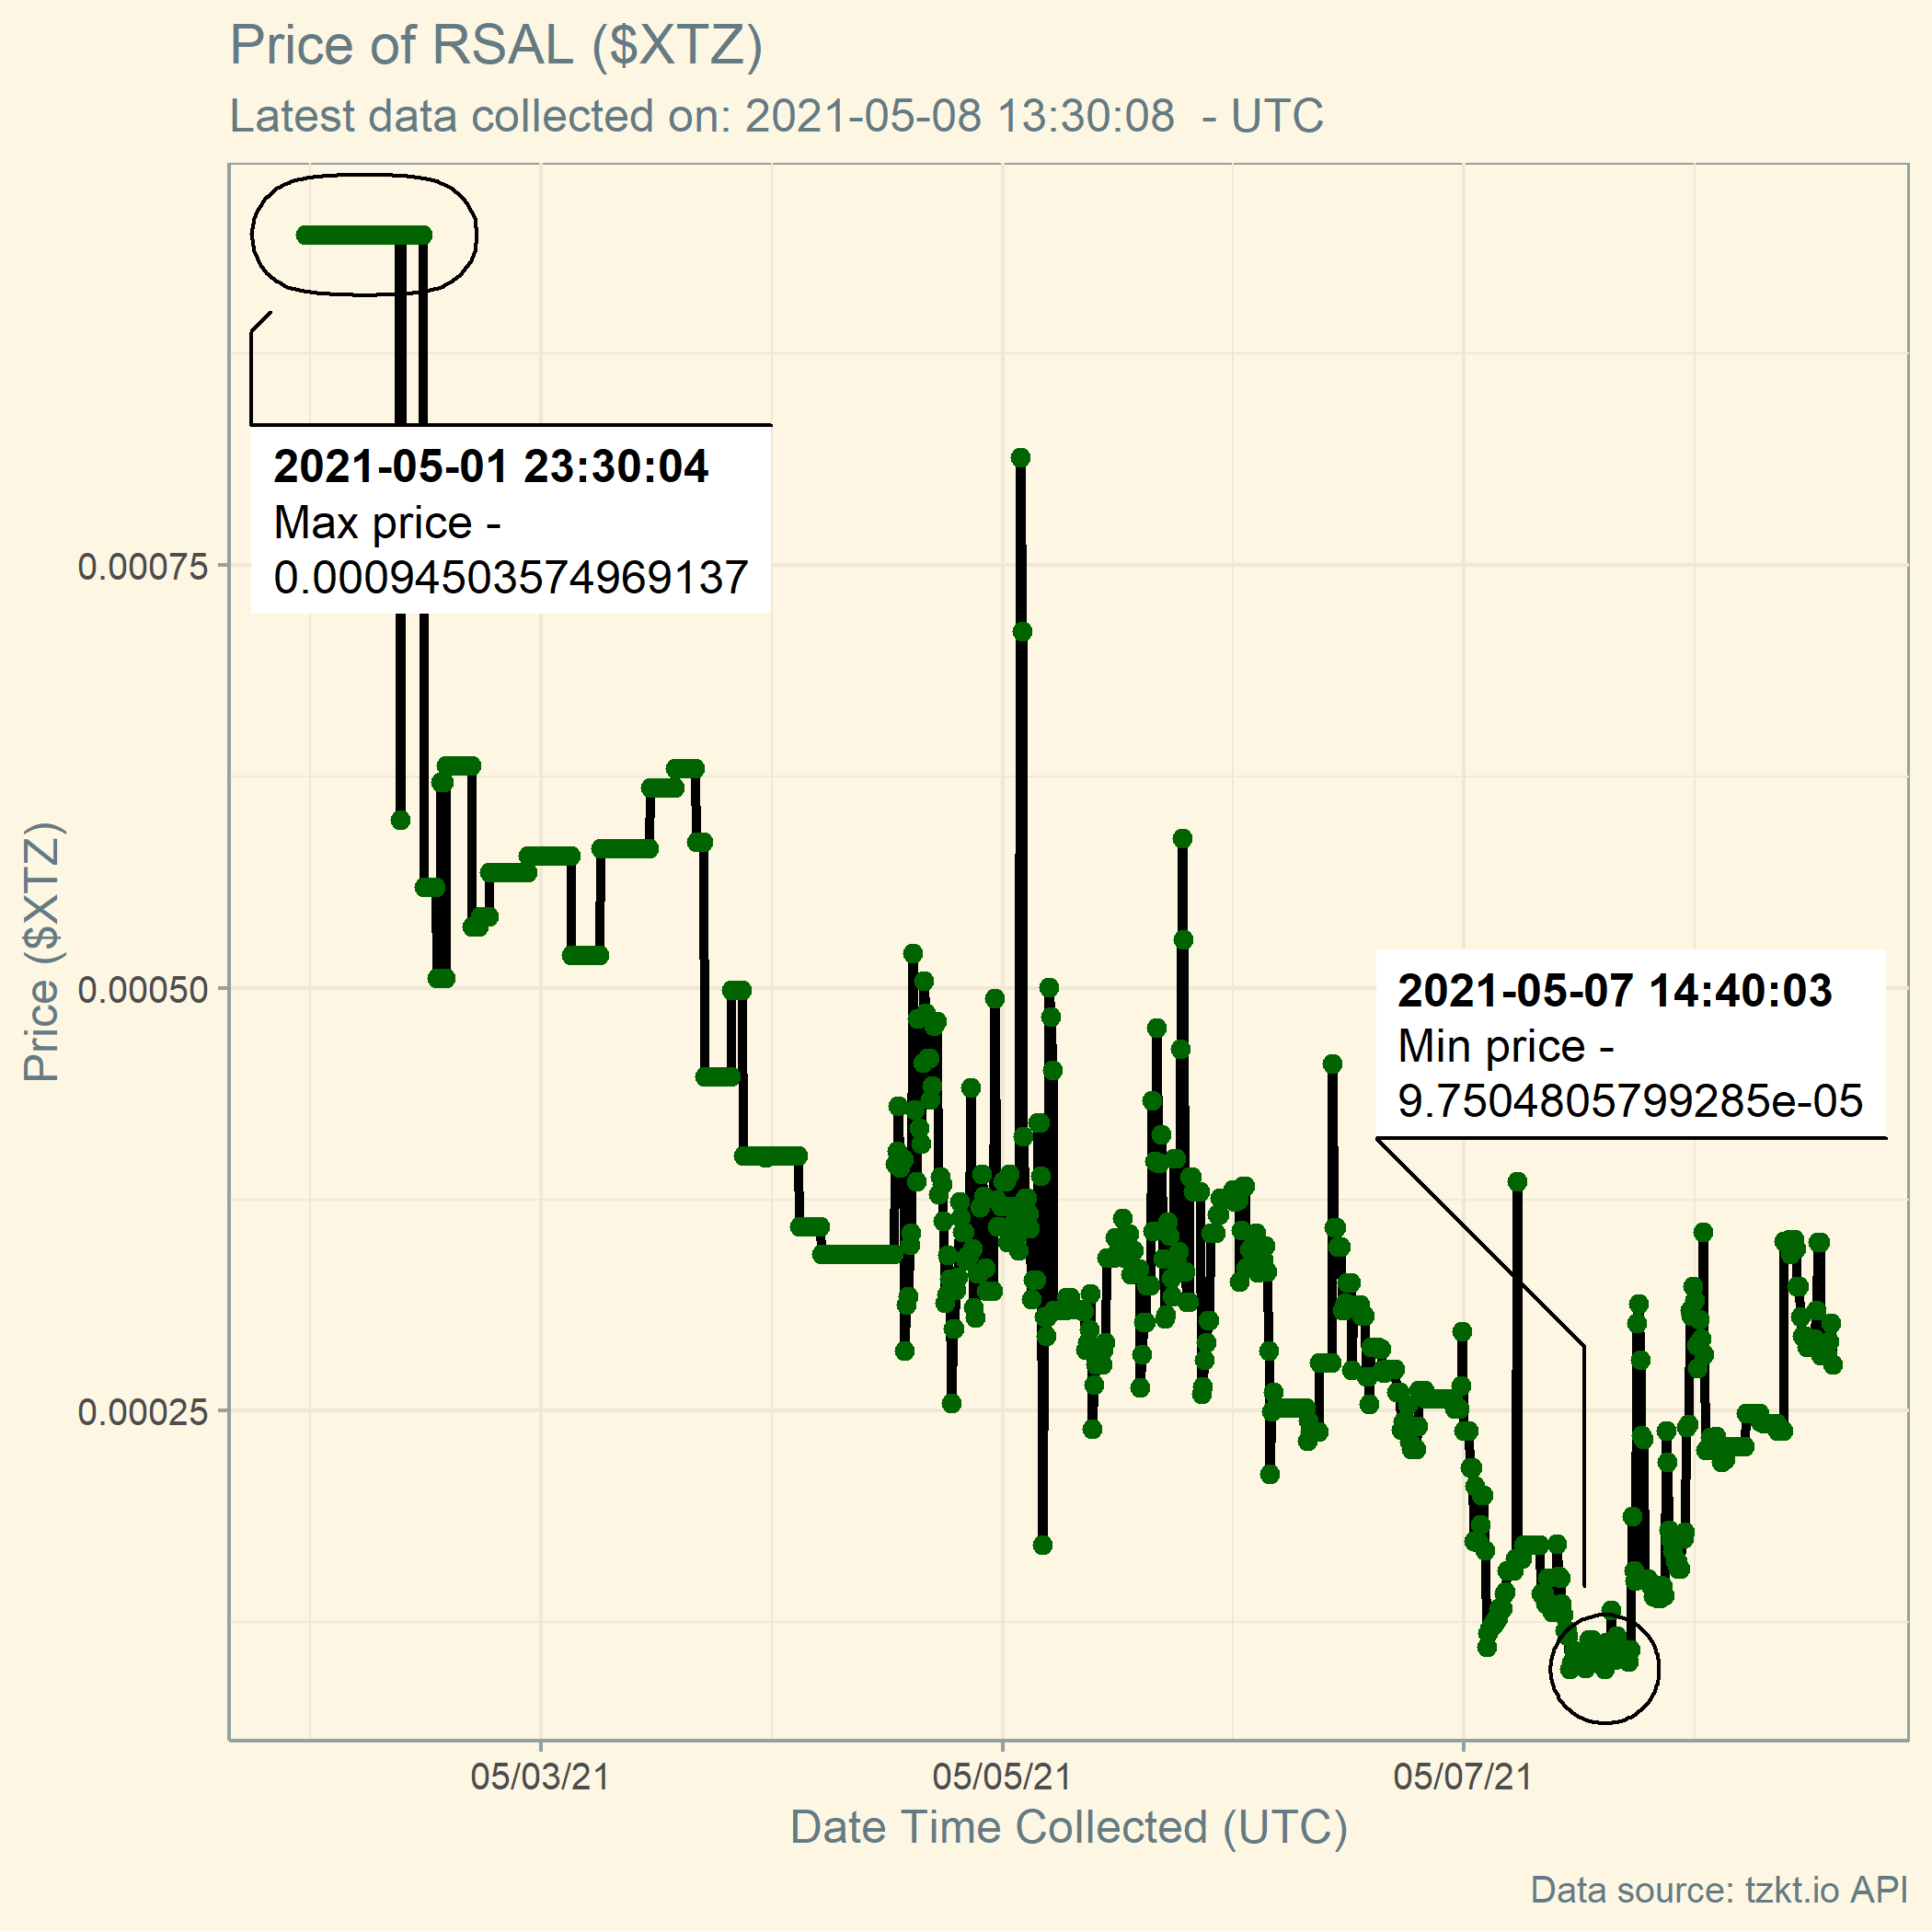 Price of RSAL ($XTZ)
Latest data collected on: 2021-05-08 13:30:08  - UTC
2021-05-01 23:30:04
Max price -
0.00094503574969137
0.00075
Price ($XTZ)
0.00050
2021-05-07 14:40:03
Min price -
9.7504805799285e-05
0.00025
05/03/21
05/05/21
05/07/21
Date Time Collected (UTC)
Data source: tzkt.io API